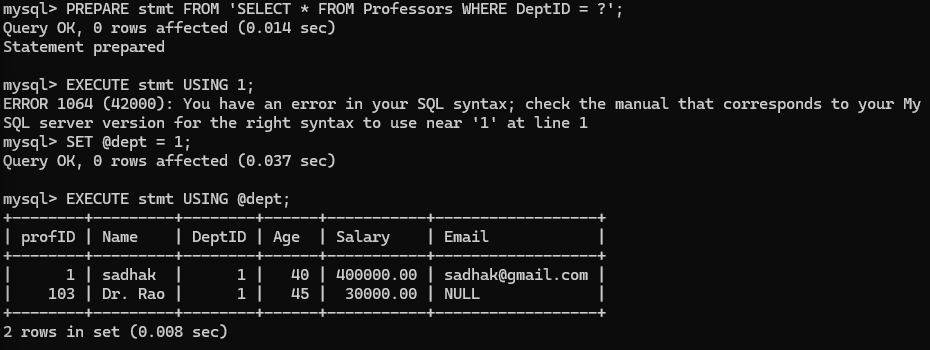 mysql> PREPARE stmt FROM 'SELECT * FROM Professors WHERE DeptID = ?';
Query OK, 0 rows affected (0.014 sec)
Statement prepared

mysql> EXECUTE stmt USING 1;
ERROR 1064 (42000): You have an error in your SQL syntax; check the manual that corresponds to your My
SQL server version for the right syntax to use near '1' at line 1
mysql> SET @dept = 1;
Query OK, 0 rows affected (0.037 sec)

mysql> EXECUTE stmt USING @dept;
+--------+---------+--------+------+-----------+------------------+
| profID | Name    | DeptID | Age  | Salary    | Email            |
+--------+---------+--------+------+-----------+------------------+
|      1 | sadhak  |      1 |   40 | 400000.00 | sadhak@gmail.com |
|    103 | Dr. Rao |      1 |   45 |  30000.00 | NULL             |
+--------+---------+--------+------+-----------+------------------+
2 rows in set (0.008 sec)